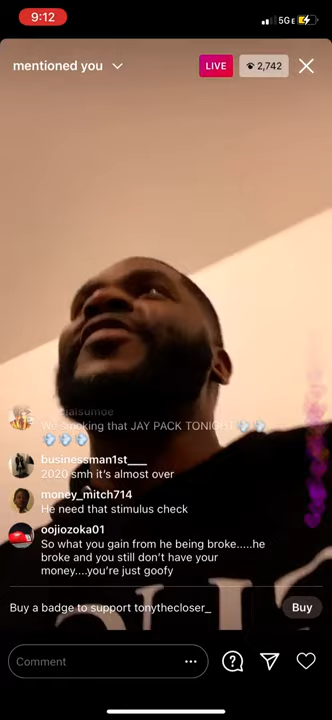 9:12
5GE
mentioned you
LIVE
2,742
jaisumoe
We smoking that JAY PACK TONIGHT
businessman1st___
2020 smh it's almost over
money_mitch714
He need that stimulus check
oojiozoka01
So what you gain from he being broke.....he
broke and you still don't have your
money....you're just goofy
Buy a badge to support tonythecloser_
Buy
Comment